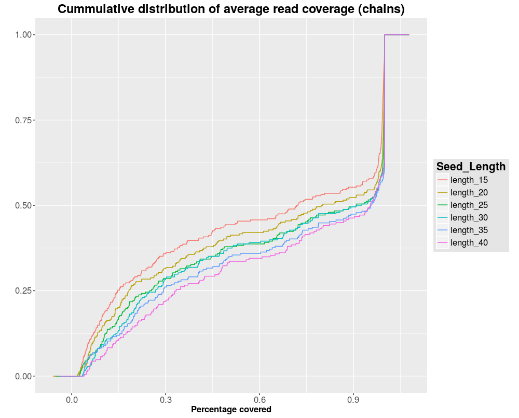 Cummulative distribution of average read coverage (chains)
1.00
0.75
0.50
0.25
0.00
0.0 0.3 0.6 0.9
Percentage covered
Seed_Length
length_15
length_20
length_25
length_30
length_35
length_40